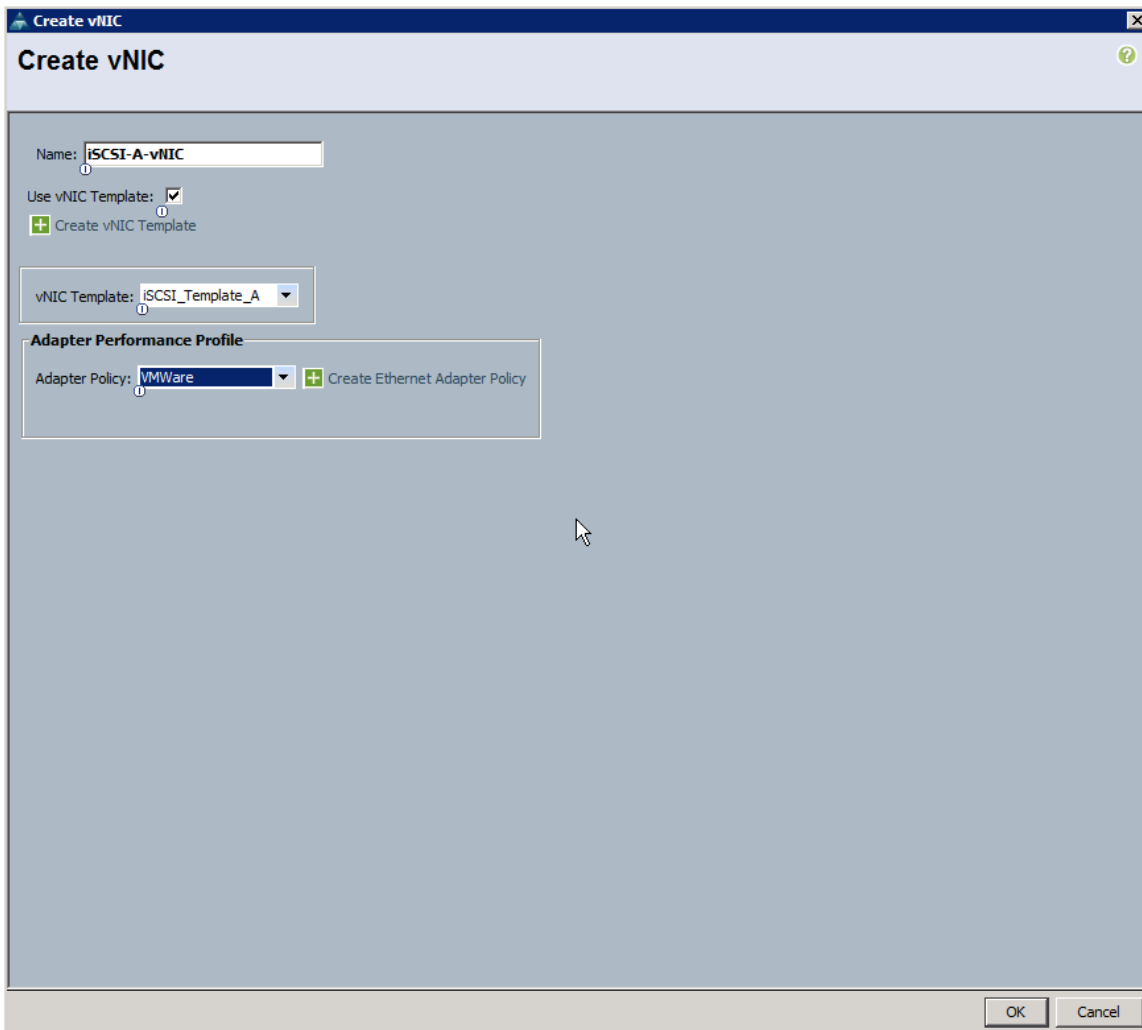 Create vNIC
Create vNIC
Name: iSCSI-A-vNIC
Use vNIC Template:
Create vNIC Template
vNIC Template: iSCSI_Template_A
Adapter Performance Profile
Adapter Policy: VMWare Create Ethernet Adapter Policy
OK Cancel